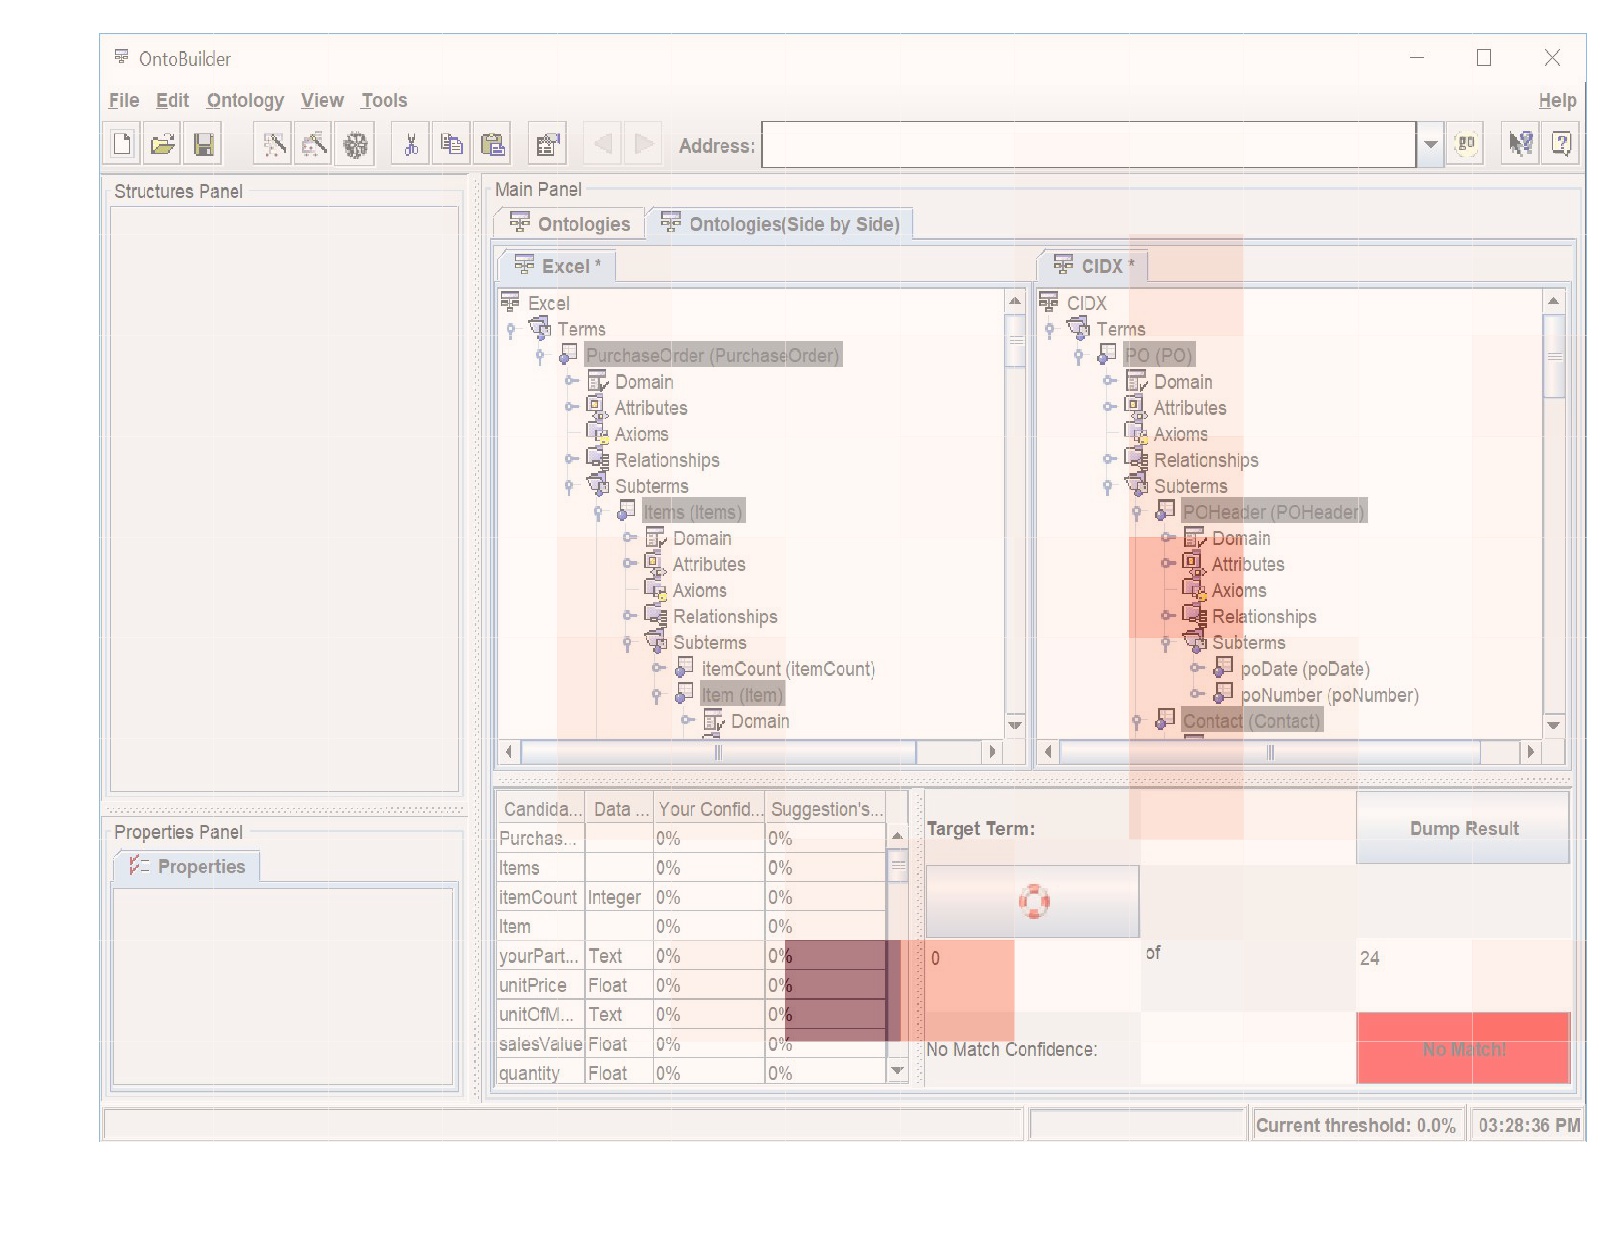 OntoBuilder
File Edit Ontology View Tools Help
Address: go
Structures Panel
Main Panel
Ontologies Ontologies(Side by Side)
Excel *
Excel
Terms
PurchaseOrder (PurchaseOrder)
Domain
Attributes
Axioms
Relationships
Subterms
Items (Items)
Domain
Attributes
Axioms
Relationships
Subterms
itemCount (itemCount)
Item (Item)
Domain
CIDX *
CIDX
Terms
PO (PO)
Domain
Attributes
Axioms
Relationships
Subterms
POHeader (POHeader)
Domain
Attributes
Axioms
Relationships
Subterms
poDate (poDate)
poNumber (poNumber)
Contact (Contact)
Properties Panel
Properties
Candida... Data ... Your Confid... Suggestion's...
Purchas... 0% 0%
Items 0% 0%
itemCount Integer 0% 0%
Item 0% 0%
yourPart... Text 0% 0%
unitPrice Float 0% 0%
unitOfM... Text 0% 0%
salesValue Float 0% 0%
quantity Float 0% 0%
Target Term: Dump Result
0 of 24
No Match Confidence: No Match!
Current threshold: 0.0% 03:28:36 PM